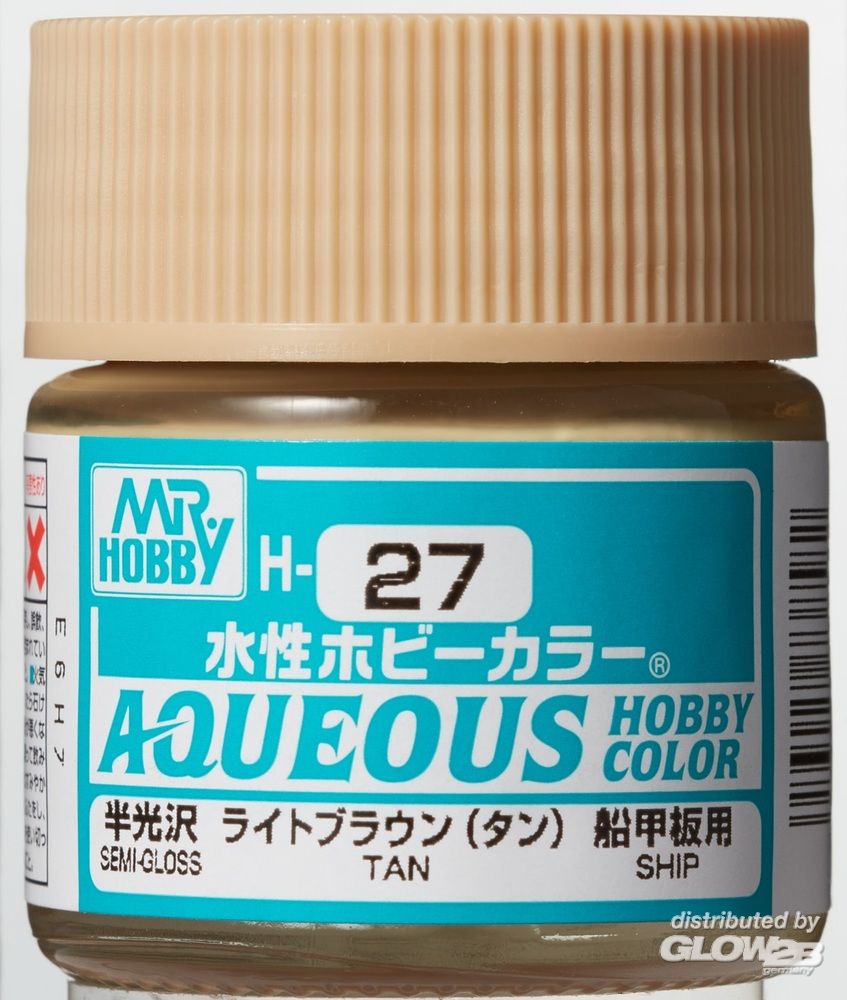 MR.
HOBBY
H-27
水性ホビーカラー®
AQUEOUS HOBBY COLOR
半光沢 ライトブラウン(タン) 船甲板用
SEMI-GLOSS TAN SHIP
E6H7
distributed by
GLOW2B
germany